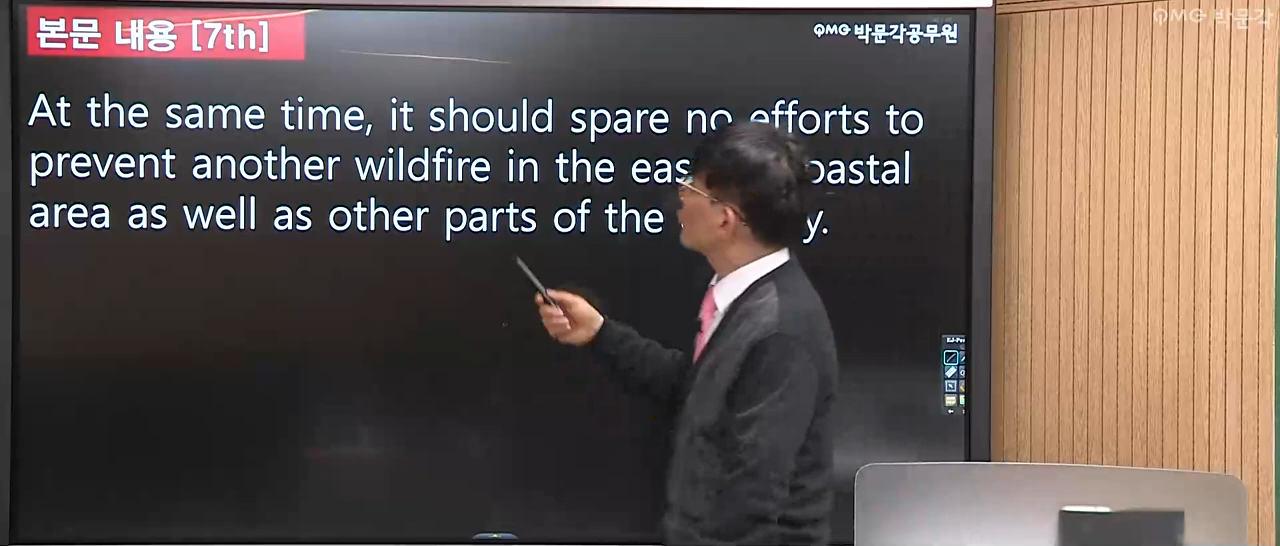 본문 내용 [7th]
QMG 박문각공무원
QMG 박문각
At the same time, it should spare no efforts to
prevent another wildfire in the eas oastal
area as well as other parts of the y.